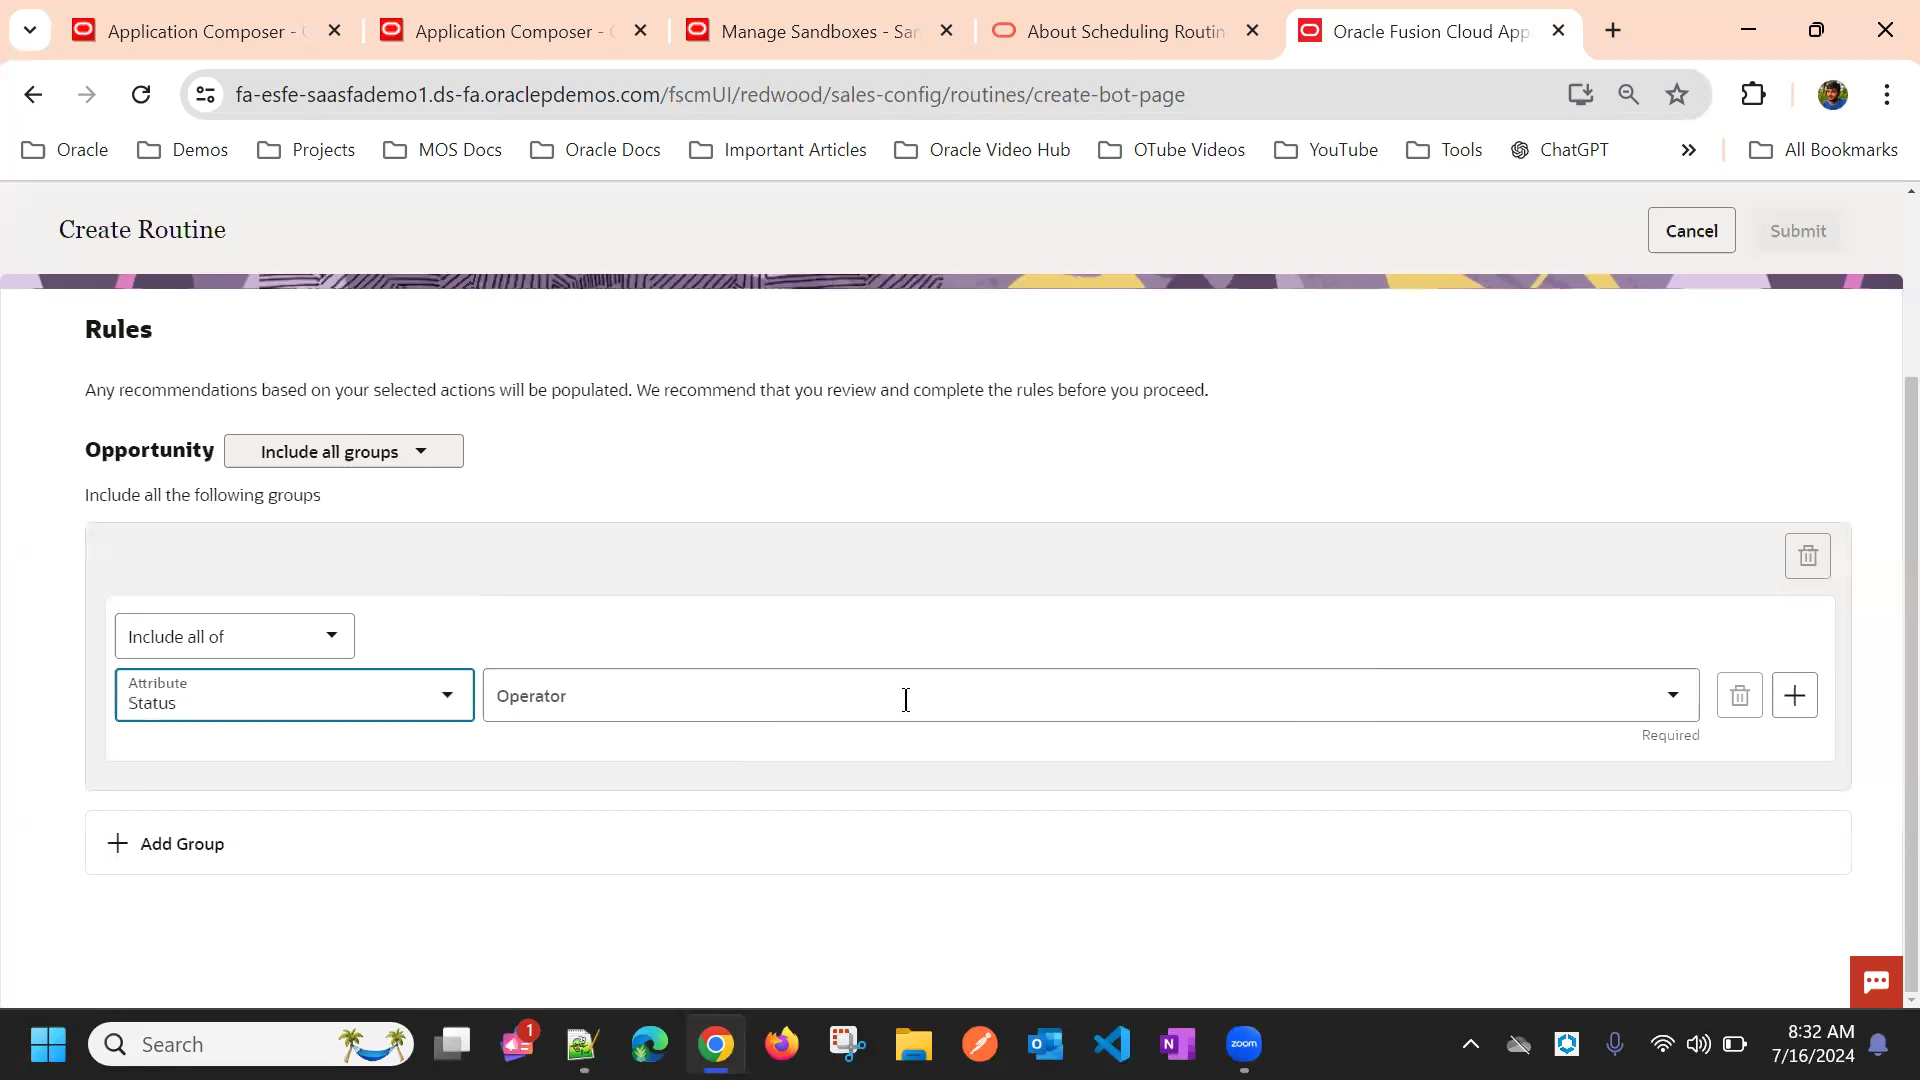 Application Composer -
Application Composer -
Manage Sandboxes - San
About Scheduling Routin
Oracle Fusion Cloud App
fa-esfe-saasfademo1.ds-fa.oraclepdemos.com/fscmUI/redwood/sales-config/routines/create-bot-page
Oracle
Demos
Projects
MOS Docs
Oracle Docs
Important Articles
Oracle Video Hub
OTube Videos
YouTube
Tools
ChatGPT
All Bookmarks
Create Routine
Cancel
Submit
Rules
Any recommendations based on your selected actions will be populated. We recommend that you review and complete the rules before you proceed.
Opportunity
Include all groups
Include all the following groups
Include all of
Attribute
Status
Operator
Required
Add Group
Search
1
zoom
8:32 AM
7/16/2024